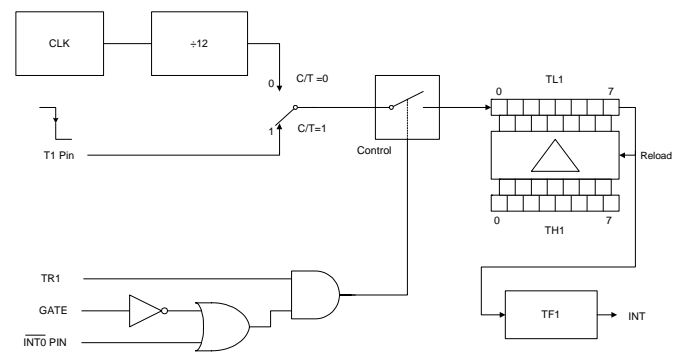 CLK
÷12
TL1
0
C/T =0
0
7
1
C/T=1
T1 Pin
Control
Reload
0
7
TH1
TR1
GATE
INT0 PIN
TF1
INT